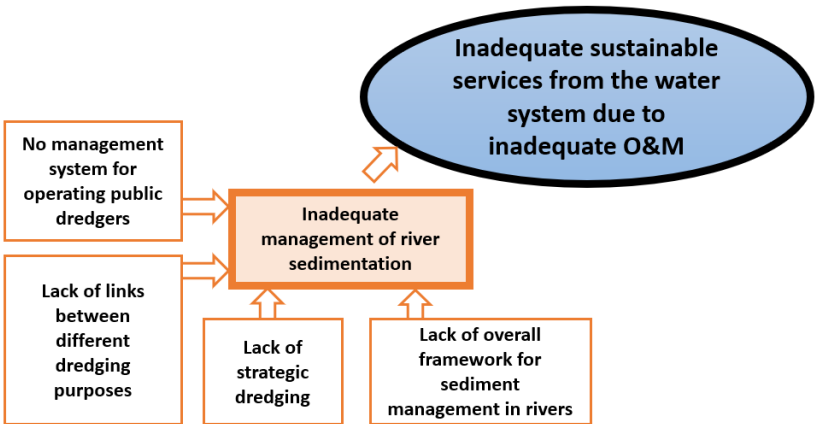 Inadequate sustainable
services from the water
system due to
inadequate O&M
No management
system for
operating public
dredgers
Inadequate
management of river
sedimentation
Lack of links
between
different
dredging
purposes
Lack of
strategic
dredging
Lack of overall
framework for
sediment
management in rivers